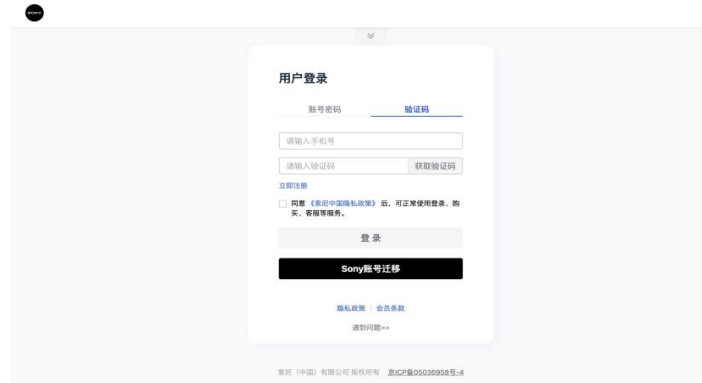 SONY
用户登录
账号密码 验证码
请输入手机号
请输入验证码 获取验证码
立即注册
同意《索尼中国隐私政策》后，可正常使用登录、购
买、客服等服务。
登 录
Sony账号迁移
隐私政策 | 会员条款
遇到问题>>
索尼（中国）有限公司 版权所有 京ICP备05036958号-4